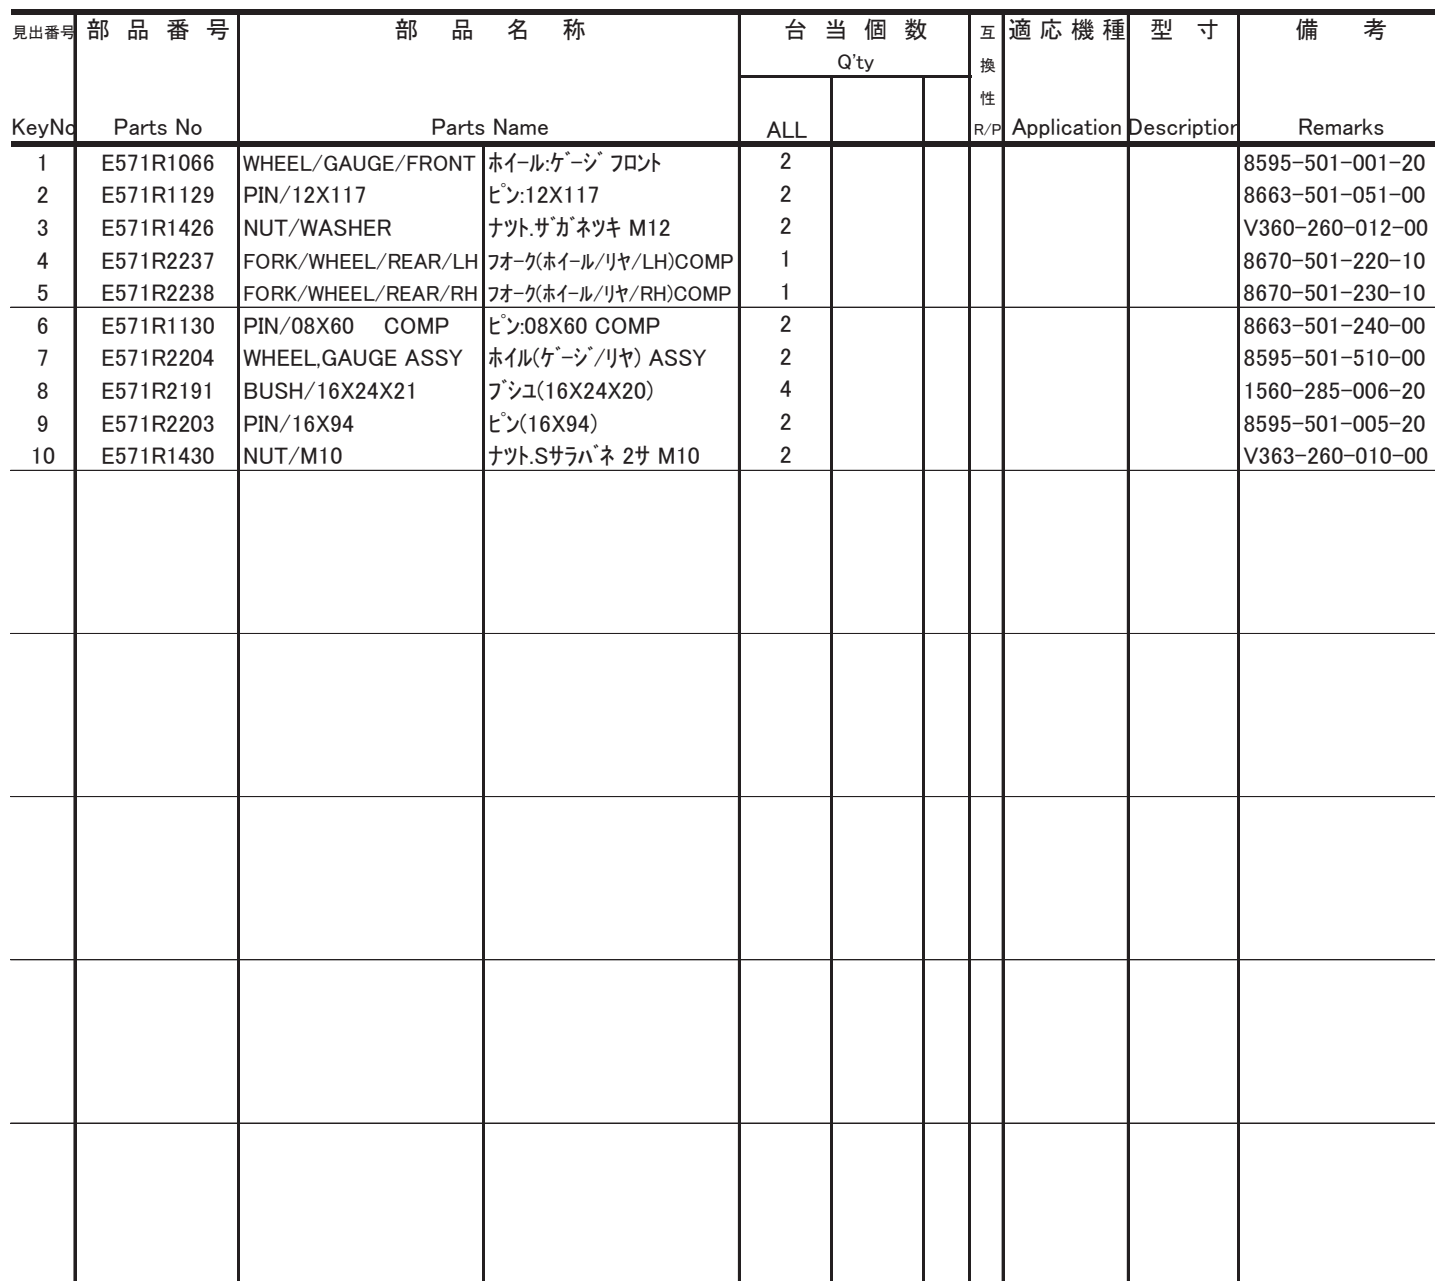 見出番号 部品番号 部品名称 台当個数 互 適応機種 型寸 備考
Q'ty 換
性
KeyNo Parts No Parts Name ALL R/P Application Description Remarks
1 E571R1066 WHEEL/GAUGE/FRONT ﾎｲｰﾙ:ｹﾞｰｼﾞ ﾌﾛﾝﾄ 2 8595-501-001-20
2 E571R1129 PIN/12X117 ﾋﾟﾝ:12X117 2 8663-501-051-00
3 E571R1426 NUT/WASHER ﾅﾂﾄ.ｻﾞｶﾞﾈﾂｷ M12 2 V360-260-012-00
4 E571R2237 FORK/WHEEL/REAR/LH ﾌｵｰｸ(ﾎｲｰﾙ/ﾘﾔ/LH)COMP 1 8670-501-220-10
5 E571R2238 FORK/WHEEL/REAR/RH ﾌｵｰｸ(ﾎｲｰﾙ/ﾘﾔ/RH)COMP 1 8670-501-230-10
6 E571R1130 PIN/08X60 COMP ﾋﾟﾝ:08X60 COMP 2 8663-501-240-00
7 E571R2204 WHEEL,GAUGE ASSY ﾎｲﾙ(ｹﾞｰｼﾞ/ﾘﾔ) ASSY 2 8595-501-510-00
8 E571R2191 BUSH/16X24X21 ﾌﾞｼﾕ(16X24X20) 4 1560-285-006-20
9 E571R2203 PIN/16X94 ﾋﾟﾝ(16X94) 2 8595-501-005-20
10 E571R1430 NUT/M10 ﾅﾂﾄ.Sｻﾗﾊﾞﾈ 2ｻ M10 2 V363-260-010-00